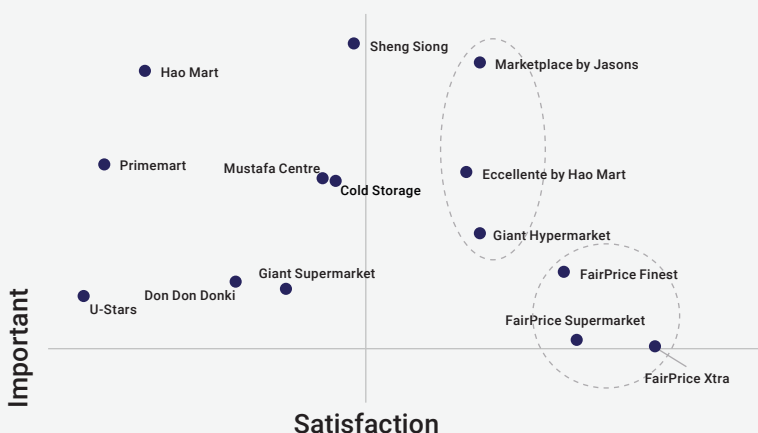 Sheng Siong
Marketplace by Jasons
Hao Mart
Primemart
Mustafa Centre
Cold Storage
Eccellente by Hao Mart
Giant Hypermarket
Giant Supermarket
FairPrice Finest
Don Don Donki
U-Stars
FairPrice Supermarket
FairPrice Xtra
Important
Satisfaction